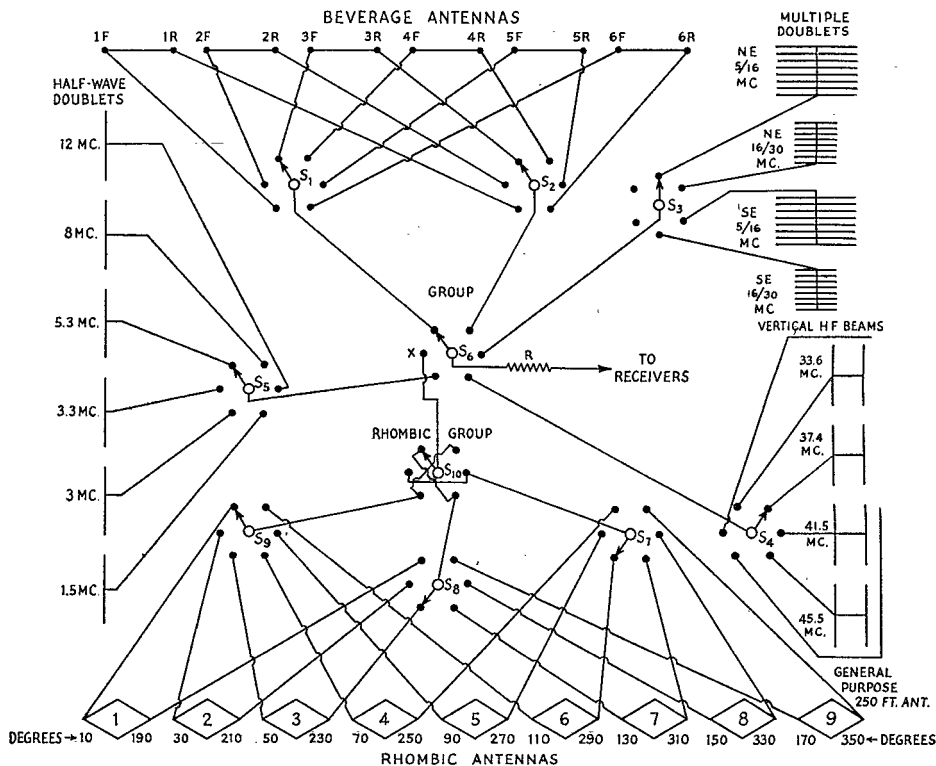 BEVERAGE ANTENNAS
1F 1R 2F 2R 3F 3R 4F 4R 5F 5R 6F 6R
MULTIPLE
DOUBLETS
NE
5/16
MC
NE
16/30
MC.
SE
5/16
MC
SE
16/30
MC
HALF-WAVE
DOUBLETS
12 MC.
8 MC.
5.3 MC.
3.3 MC.
3 MC.
1.5 MC.
S1
S2
S3
GROUP
S6
X
R
TO
RECEIVERS
S5
VERTICAL HF BEAMS
33.6
MC.
37.4
MC.
41.5
MC.
45.5
MC.
RHOMBIC GROUP
S10
S9
S7
S4
S8
GENERAL
PURPOSE
250 FT. ANT.
1 2 3 4 5 6 7 8 9
DEGREES→10 190 30 210 50 230 70 250 90 270 110 290 130 310 150 330 170 350←DEGREES
RHOMBIC ANTENNAS